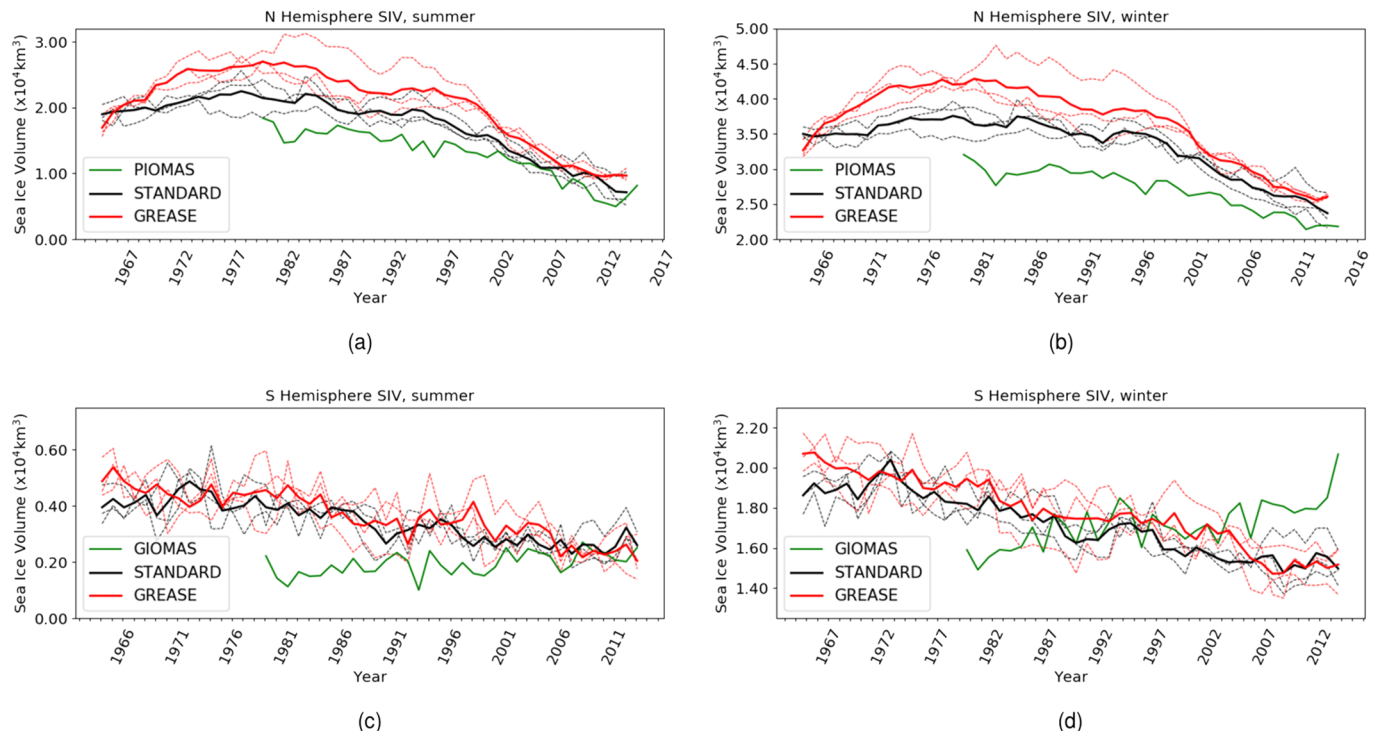 N Hemisphere SIV, summer
Sea Ice Volume (x10⁴km³)
3.00
2.00
1.00
0.00
PIOMAS
STANDARD
GREASE
1967 1972 1977 1982 1987 1992 1997 2002 2007 2012 2017
Year
(a)
N Hemisphere SIV, winter
Sea Ice Volume (x10⁴km³)
5.00
4.50
4.00
3.50
3.00
2.50
2.00
PIOMAS
STANDARD
GREASE
1966 1971 1976 1981 1986 1991 1996 2001 2006 2011 2016
Year
(b)
S Hemisphere SIV, summer
Sea Ice Volume (x10⁴km³)
0.60
0.40
0.20
0.00
GIOMAS
STANDARD
GREASE
1966 1971 1976 1981 1986 1991 1996 2001 2006 2011
Year
(c)
S Hemisphere SIV, winter
Sea Ice Volume (x10⁴km³)
2.20
2.00
1.80
1.60
1.40
GIOMAS
STANDARD
GREASE
1967 1972 1977 1982 1987 1992 1997 2002 2007 2012
Year
(d)